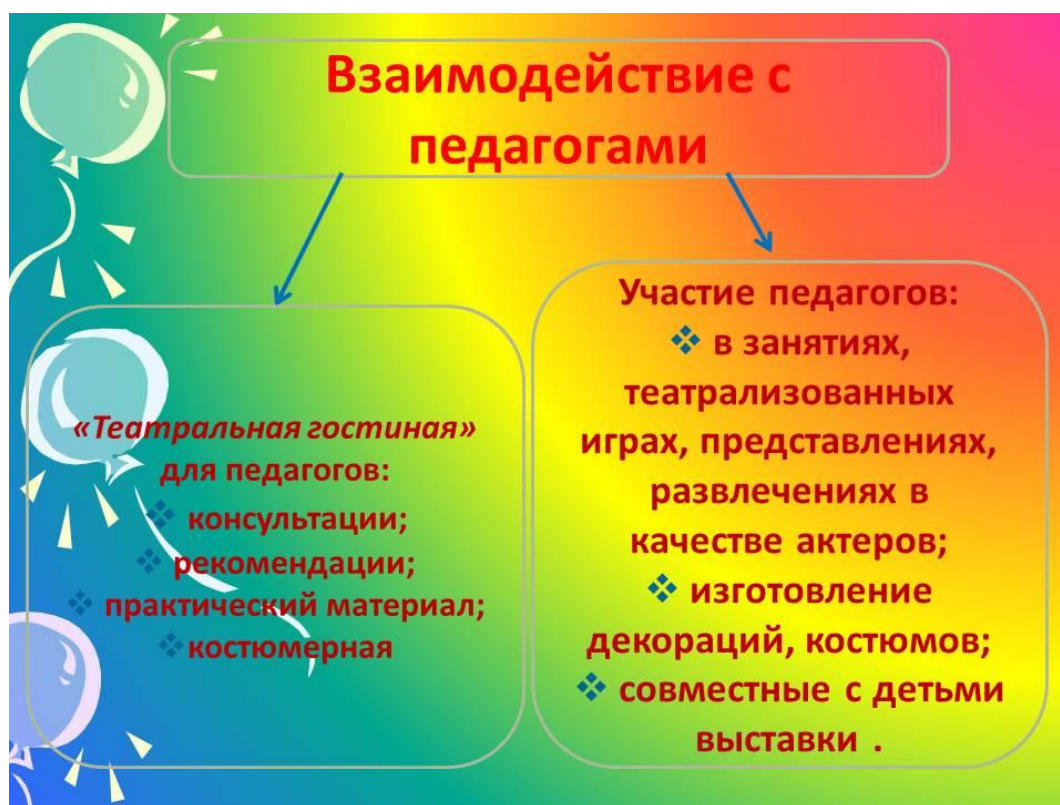 Взаимодействие с
педагогами
«Театральная гостиная»
для педагогов:
❖ консультации;
❖ рекомендации;
❖ практический материал;
❖ костюмерная
Участие педагогов:
❖ в занятиях,
театрализованных
играх, представлениях,
развлечениях в
качестве актеров;
❖ изготовление
декораций, костюмов;
❖ совместные с детьми
выставки .